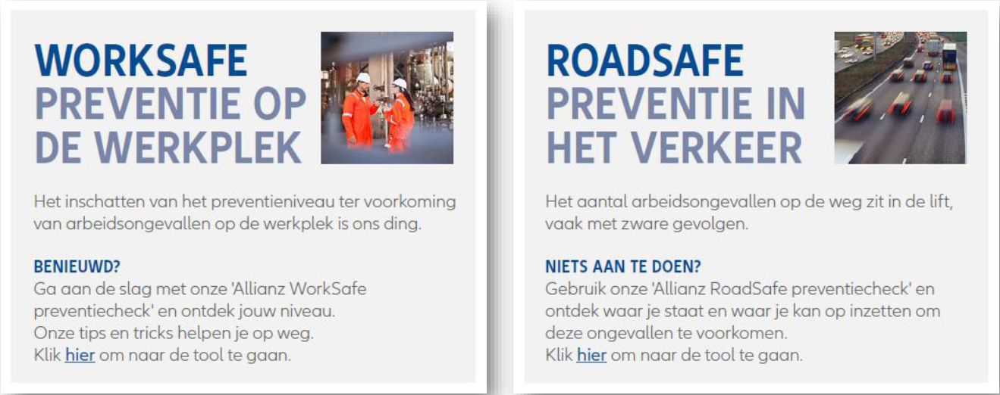 WORKSAFE
PREVENTIE OP
DE WERKPLEK
Het inschatten van het preventieniveau ter voorkoming
van arbeidsongevallen op de werkplek is ons ding.
BENIEUWD?
Ga aan de slag met onze 'Allianz WorkSafe
preventiecheck' en ontdek jouw niveau.
Onze tips en tricks helpen je op weg.
Klik hier om naar de tool te gaan.
ROADSAFE
PREVENTIE IN
HET VERKEER
Het aantal arbeidsongevallen op de weg zit in de lift,
vaak met zware gevolgen.
NIETS AAN TE DOEN?
Gebruik onze 'Allianz RoadSafe preventiecheck' en
ontdek waar je staat en waar je kan op inzetten om
deze ongevallen te voorkomen.
Klik hier om naar de tool te gaan.